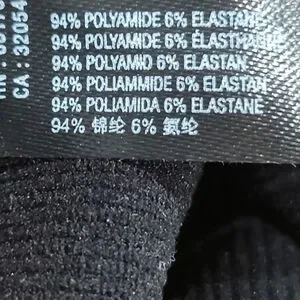 94% POLYAMIDE 6% ELASTANE
94% POLYAMIDE 6% ELASTHANNE
94% POLYAMID 6% ELASTAN
94% POLIAMMIDE 6% ELASTAN
94% POLIAMIDA 6% ELASTANE
94% 锦纶 6% 氨纶
CA: 32054